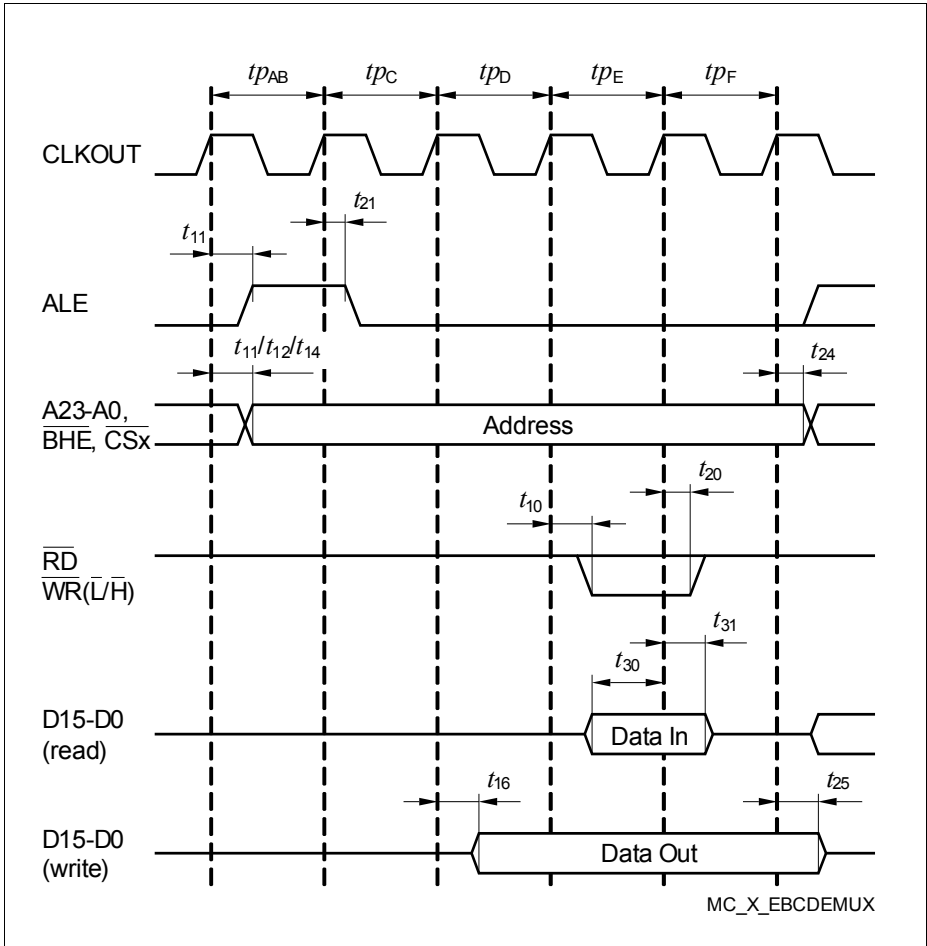 tpAB tpC tpD tpE tpF
CLKOUT
t21
t11
ALE
t11/t12/t14
t24
A23-A0,
BHE, CSx
Address
t20
t10
RD
WR(L/H)
t31
t30
D15-D0
(read)
Data In
t16
t25
D15-D0
(write)
Data Out
MC_X_EBCDEMUX